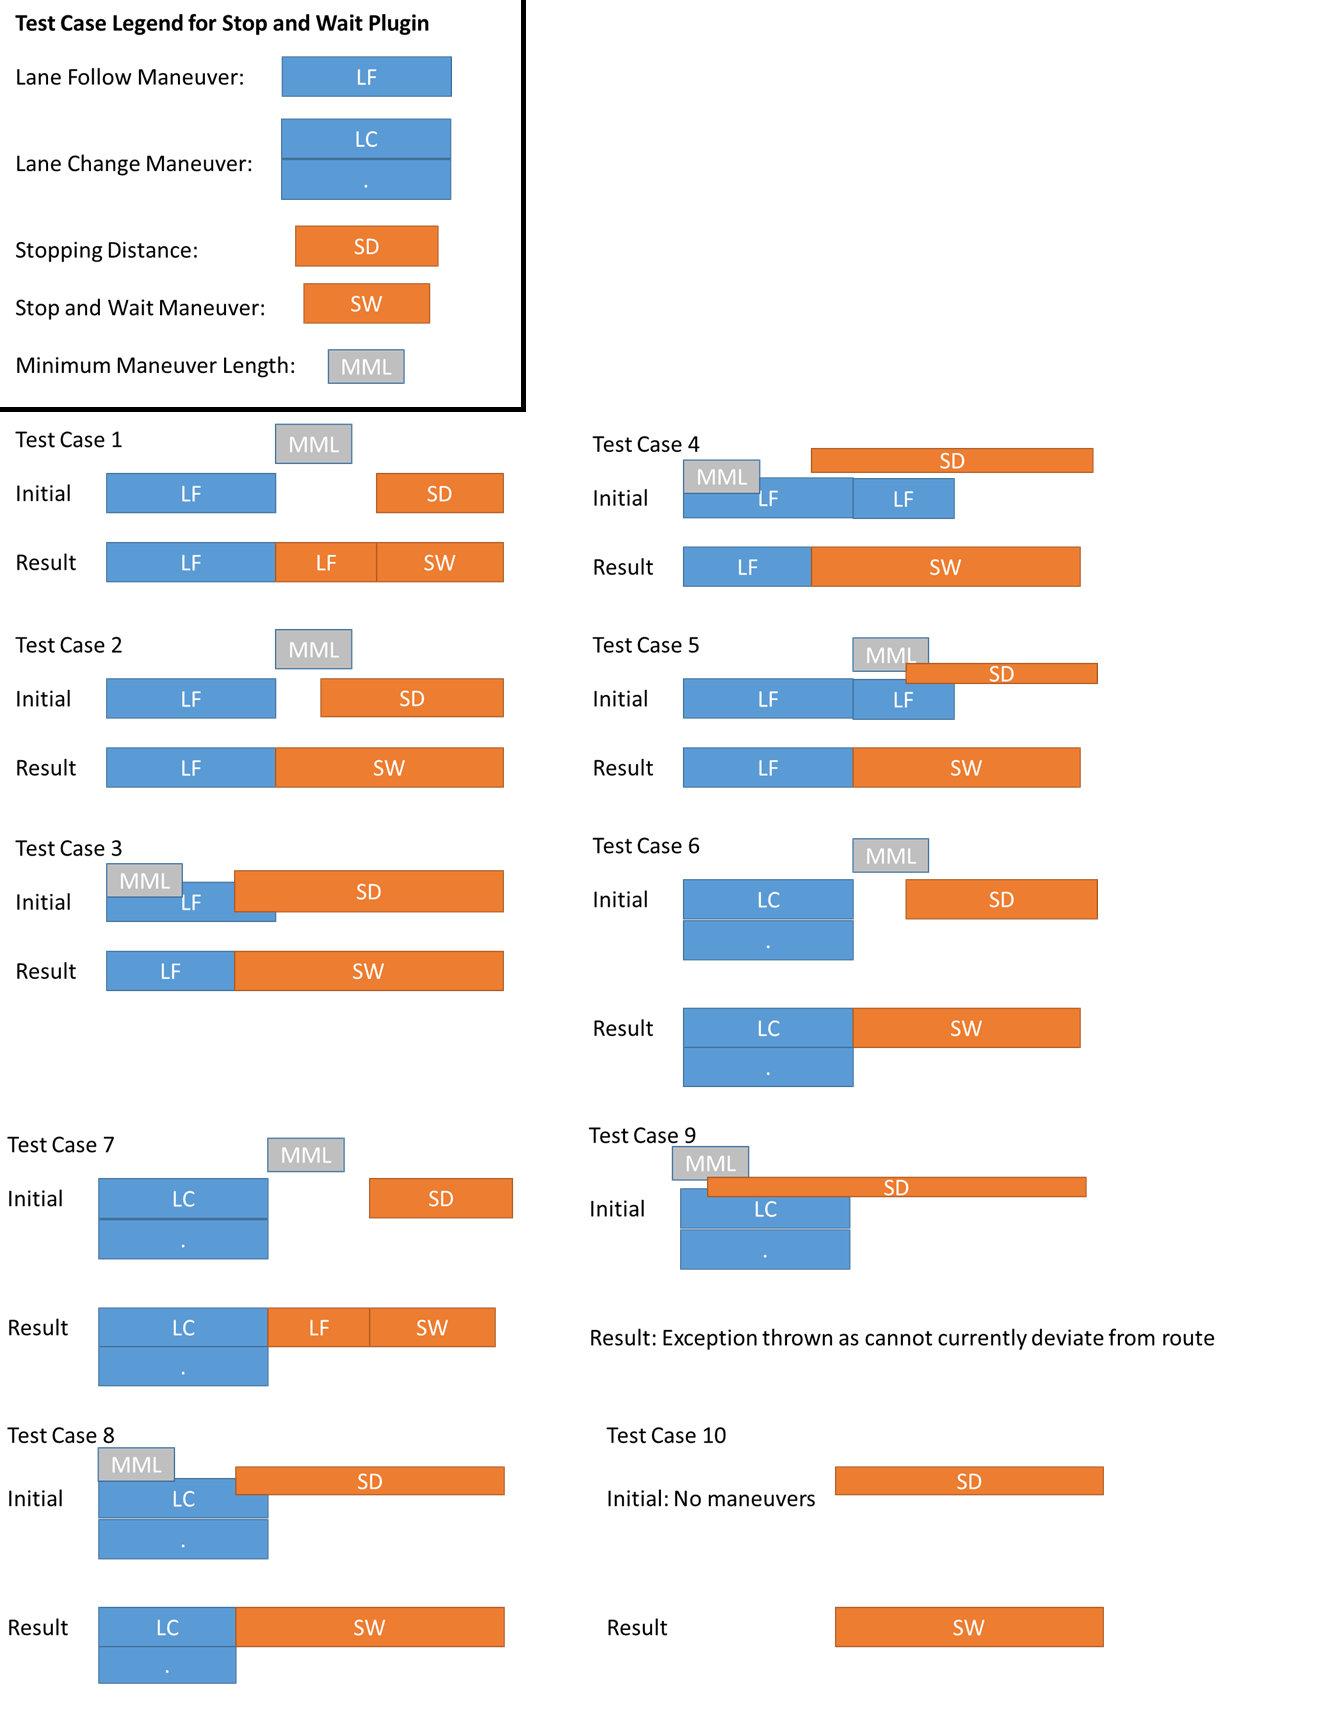 Test Case Legend for Stop and Wait Plugin
Lane Follow Maneuver:
LF
Lane Change Maneuver:
LC
.
Stopping Distance:
SD
Stop and Wait Maneuver:
SW
Minimum Maneuver Length:
MML
Test Case 1
MML
Initial
LF
SD
Result
LF
LF
SW
Test Case 2
MML
Initial
LF
SD
Result
LF
SW
Test Case 3
MML
Initial
LF
SD
Result
LF
SW
Test Case 4
MML
SD
Initial
LF
LF
Result
LF
SW
Test Case 5
MML
SD
Initial
LF
LF
Result
LF
SW
Test Case 6
MML
Initial
LC
SD
.
Result
LC
SW
.
Test Case 7
MML
Initial
LC
SD
.
Result
LC
LF
SW
.
Test Case 8
MML
SD
Initial
LC
.
Result
LC
SW
.
Test Case 9
MML
SD
Initial
LC
.
Result: Exception thrown as cannot currently deviate from route
Test Case 10
SD
Initial: No maneuvers
Result
SW